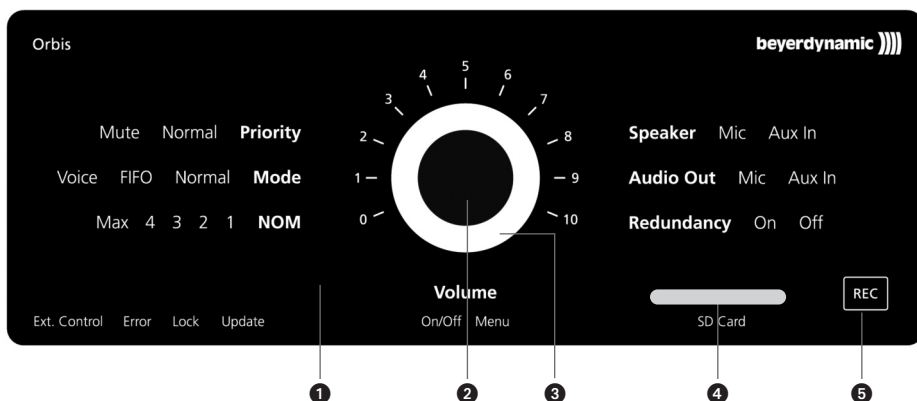 Orbis
beyerdynamic
5
4 6
3 7
Mute Normal Priority
2 8
Speaker Mic Aux In
Voice FIFO Normal Mode
1 9
Audio Out Mic Aux In
Max 4 3 2 1 NOM
0 10
Redundancy On Off
Volume
REC
Ext. Control Error Lock Update
On/Off Menu
SD Card
1 2 3 4 5